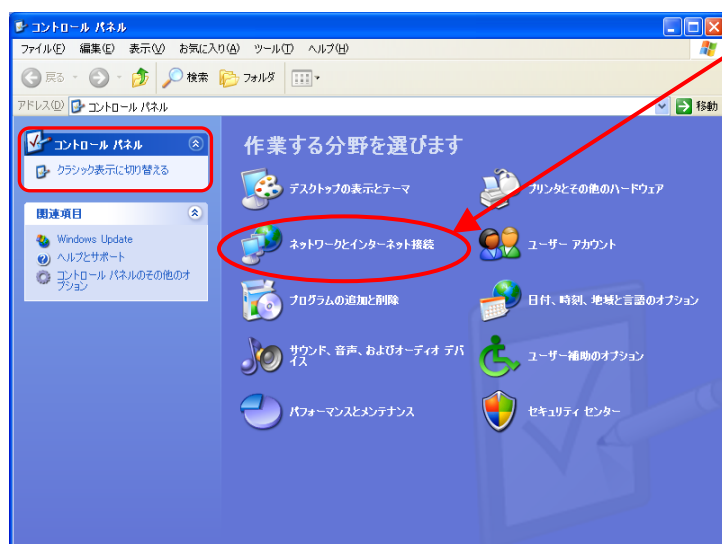 コントロール パネル
ファイル(F) 編集(E) 表示(V) お気に入り(A) ツール(T) ヘルプ(H)
戻る 検索 フォルダ
アドレス(D) コントロール パネル 移動
コントロール パネル
クラシック表示に切り替える
関連項目
Windows Update
ヘルプとサポート
コントロール パネルのその他のオ
プション
作業する分野を選びます
デスクトップの表示とテーマ
プリンタとその他のハードウェア
ネットワークとインターネット接続
ユーザー アカウント
プログラムの追加と削除
日付、時刻、地域と言語のオプション
サウンド、音声、およびオーディオ デバ
イス
ユーザー補助のオプション
パフォーマンスとメンテナンス
セキュリティ センター